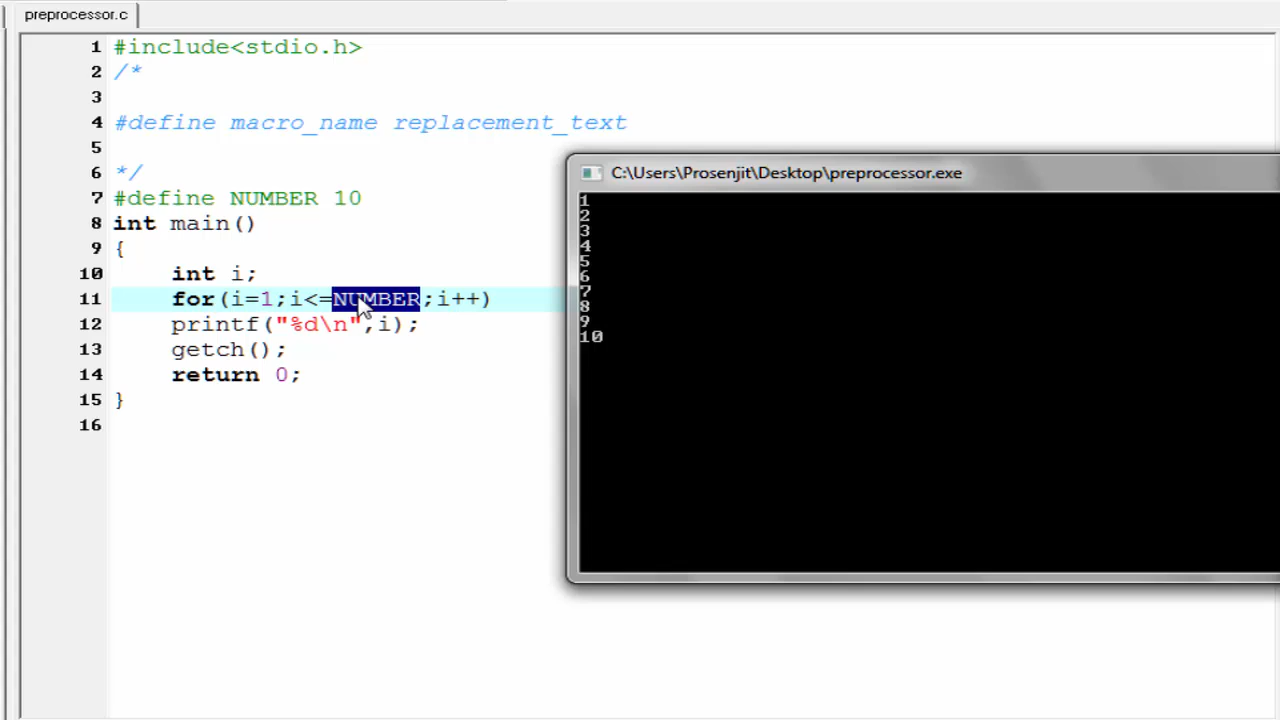 preprocessor.c
1 #include<stdio.h>
2 /*
3
4 #define macro_name replacement_text
5
6 */
7 #define NUMBER 10
8 int main()
9 {
10 int i;
11 for(i=1;i<=NUMBER;i++)
12 printf("%d\n",i);
13 getch();
14 return 0;
15 }
16
C:\Users\Prosenjit\Desktop\preprocessor.exe
1
2
3
4
5
6
7
8
9
10